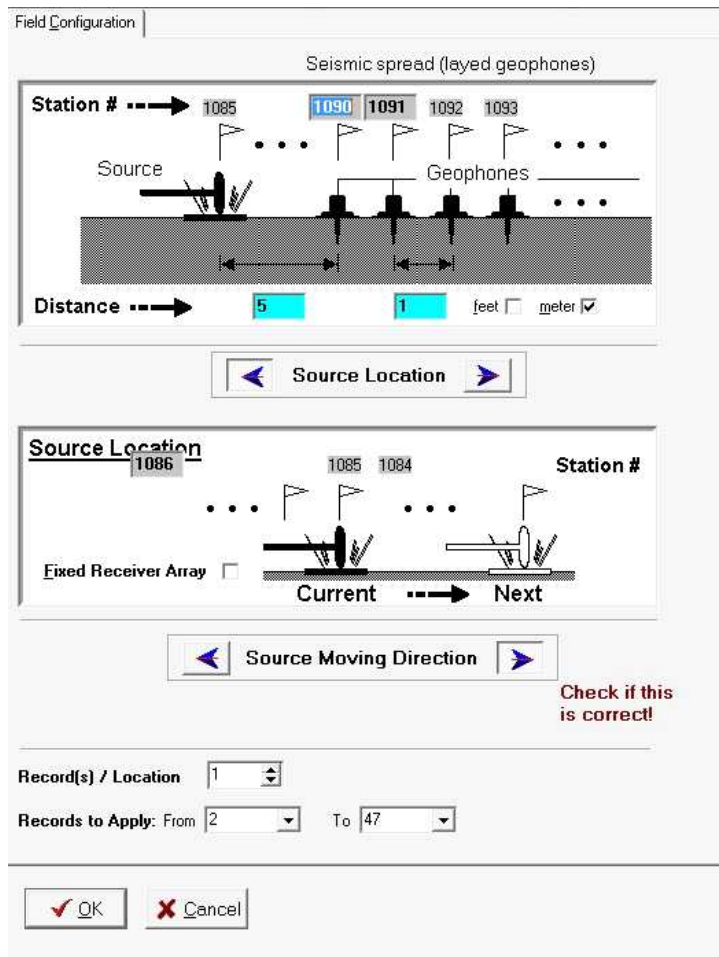 Field Configuration
Seismic spread (layed geophones)
Station # 1085 1090 1091 1092 1093
Source
Geophones
Distance 5 1 feet meter
Source Location
Source Location
1086 1085 1084 Station #
Fixed Receiver Array
Current Next
Source Moving Direction
Check if this
is correct!
Record(s) / Location 1
Records to Apply: From 2 To 47
OK Cancel